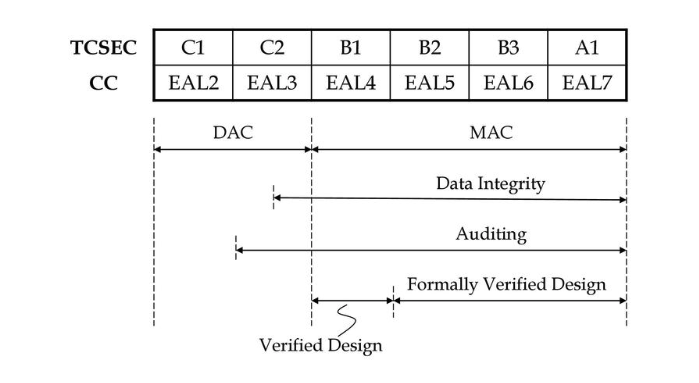 TCSEC C1 C2 B1 B2 B3 A1
CC EAL2 EAL3 EAL4 EAL5 EAL6 EAL7
DAC MAC
Data Integrity
Auditing
Formally Verified Design
Verified Design